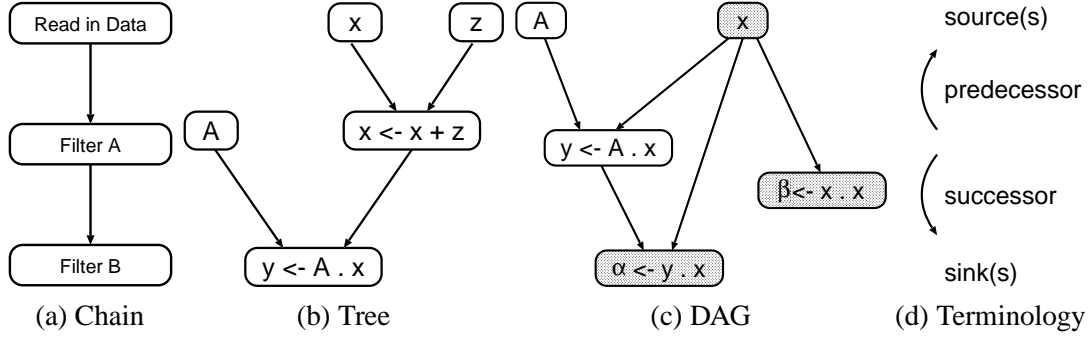 Read in Data
Filter A
Filter B
(a) Chain
x
z
A
x <- x + z
y <- A . x
(b) Tree
A
x
y <- A . x
β<- x . x
α <- y . x
(c) DAG
source(s)
predecessor
successor
sink(s)
(d) Terminology